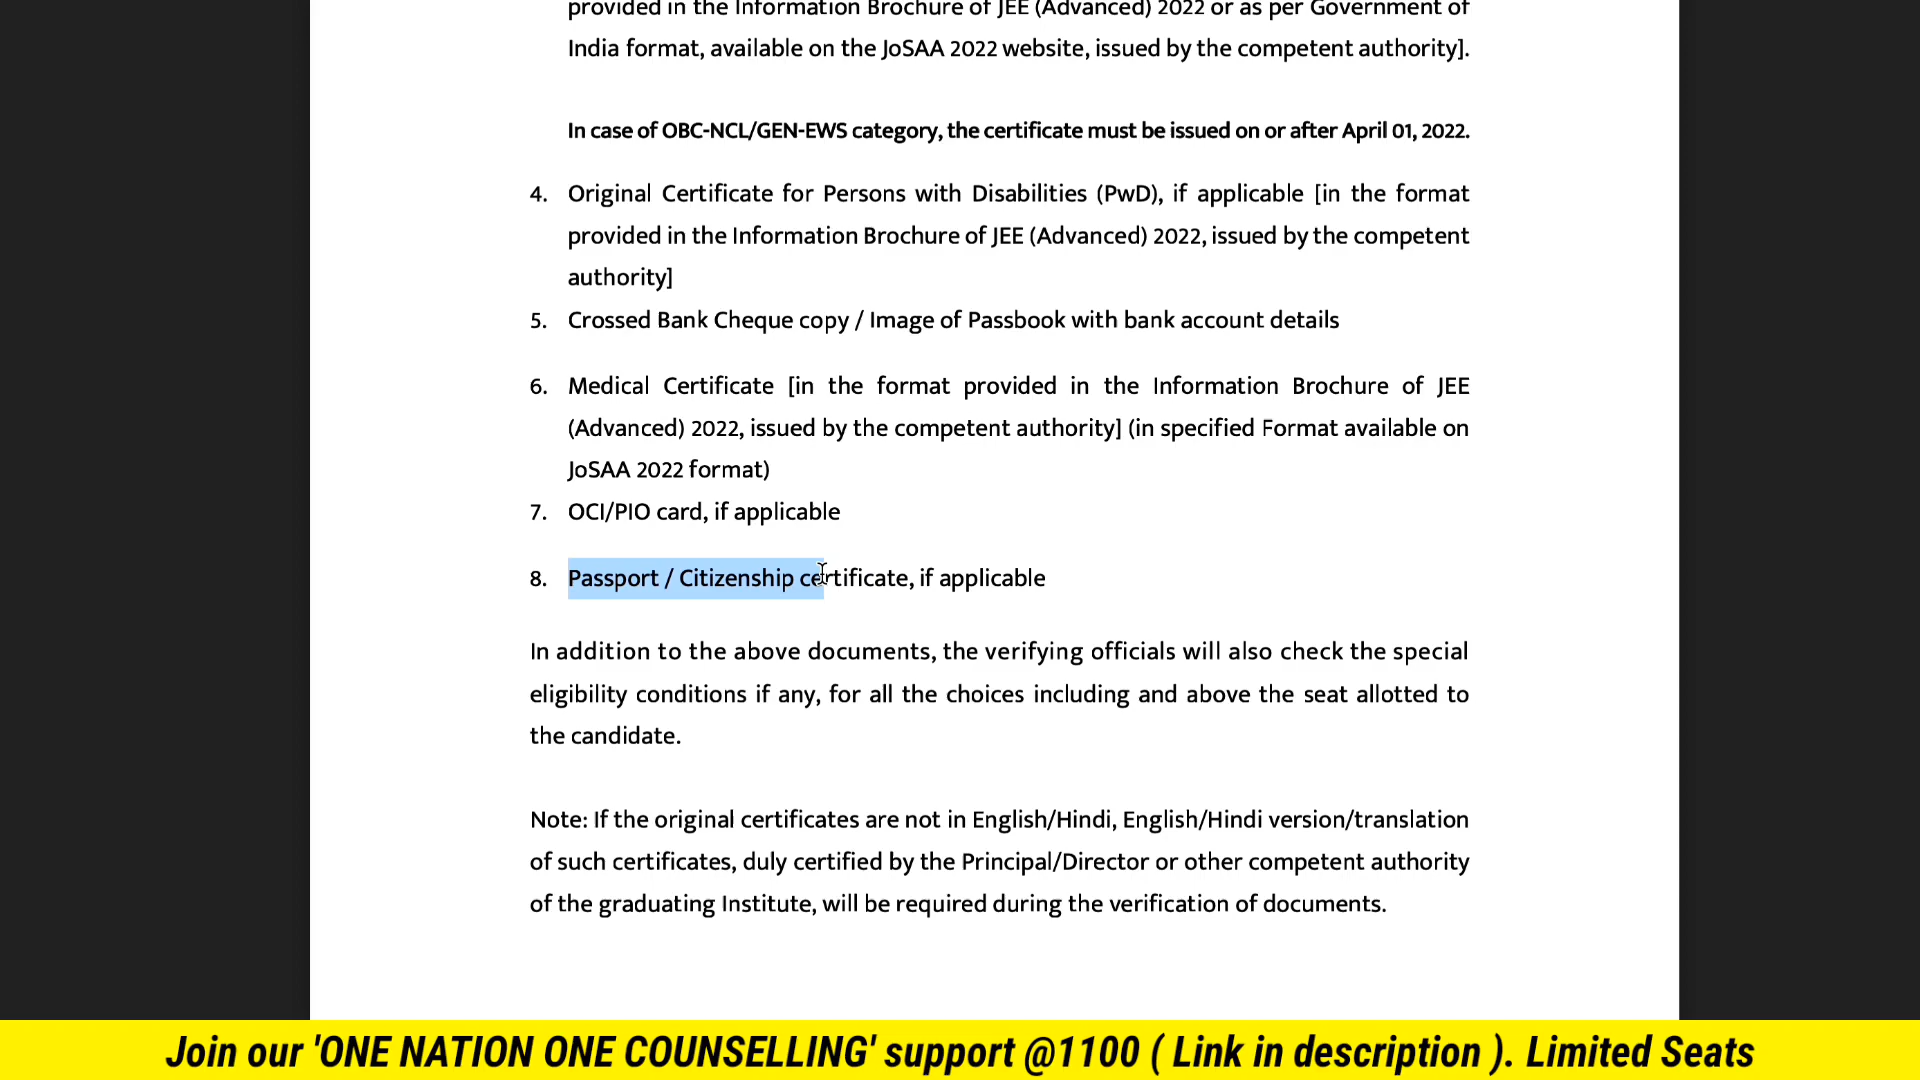 provided in the Information Brochure of JEE (Advanced) 2022 or as per Government of
India format, available on the JoSAA 2022 website, issued by the competent authority].
In case of OBC-NCL/GEN-EWS category, the certificate must be issued on or after April 01, 2022.
4. Original Certificate for Persons with Disabilities (PwD), if applicable [in the format
provided in the Information Brochure of JEE (Advanced) 2022, issued by the competent
authority]
5. Crossed Bank Cheque copy / Image of Passbook with bank account details
6. Medical Certificate [in the format provided in the Information Brochure of JEE
(Advanced) 2022, issued by the competent authority] (in specified Format available on
JoSAA 2022 format)
7. OCI/PIO card, if applicable
8. Passport / Citizenship certificate, if applicable
In addition to the above documents, the verifying officials will also check the special
eligibility conditions if any, for all the choices including and above the seat allotted to
the candidate.
Note: If the original certificates are not in English/Hindi, English/Hindi version/translation
of such certificates, duly certified by the Principal/Director or other competent authority
of the graduating Institute, will be required during the verification of documents.
Join our 'ONE NATION ONE COUNSELLING' support @1100 ( Link in description ). Limited Seats